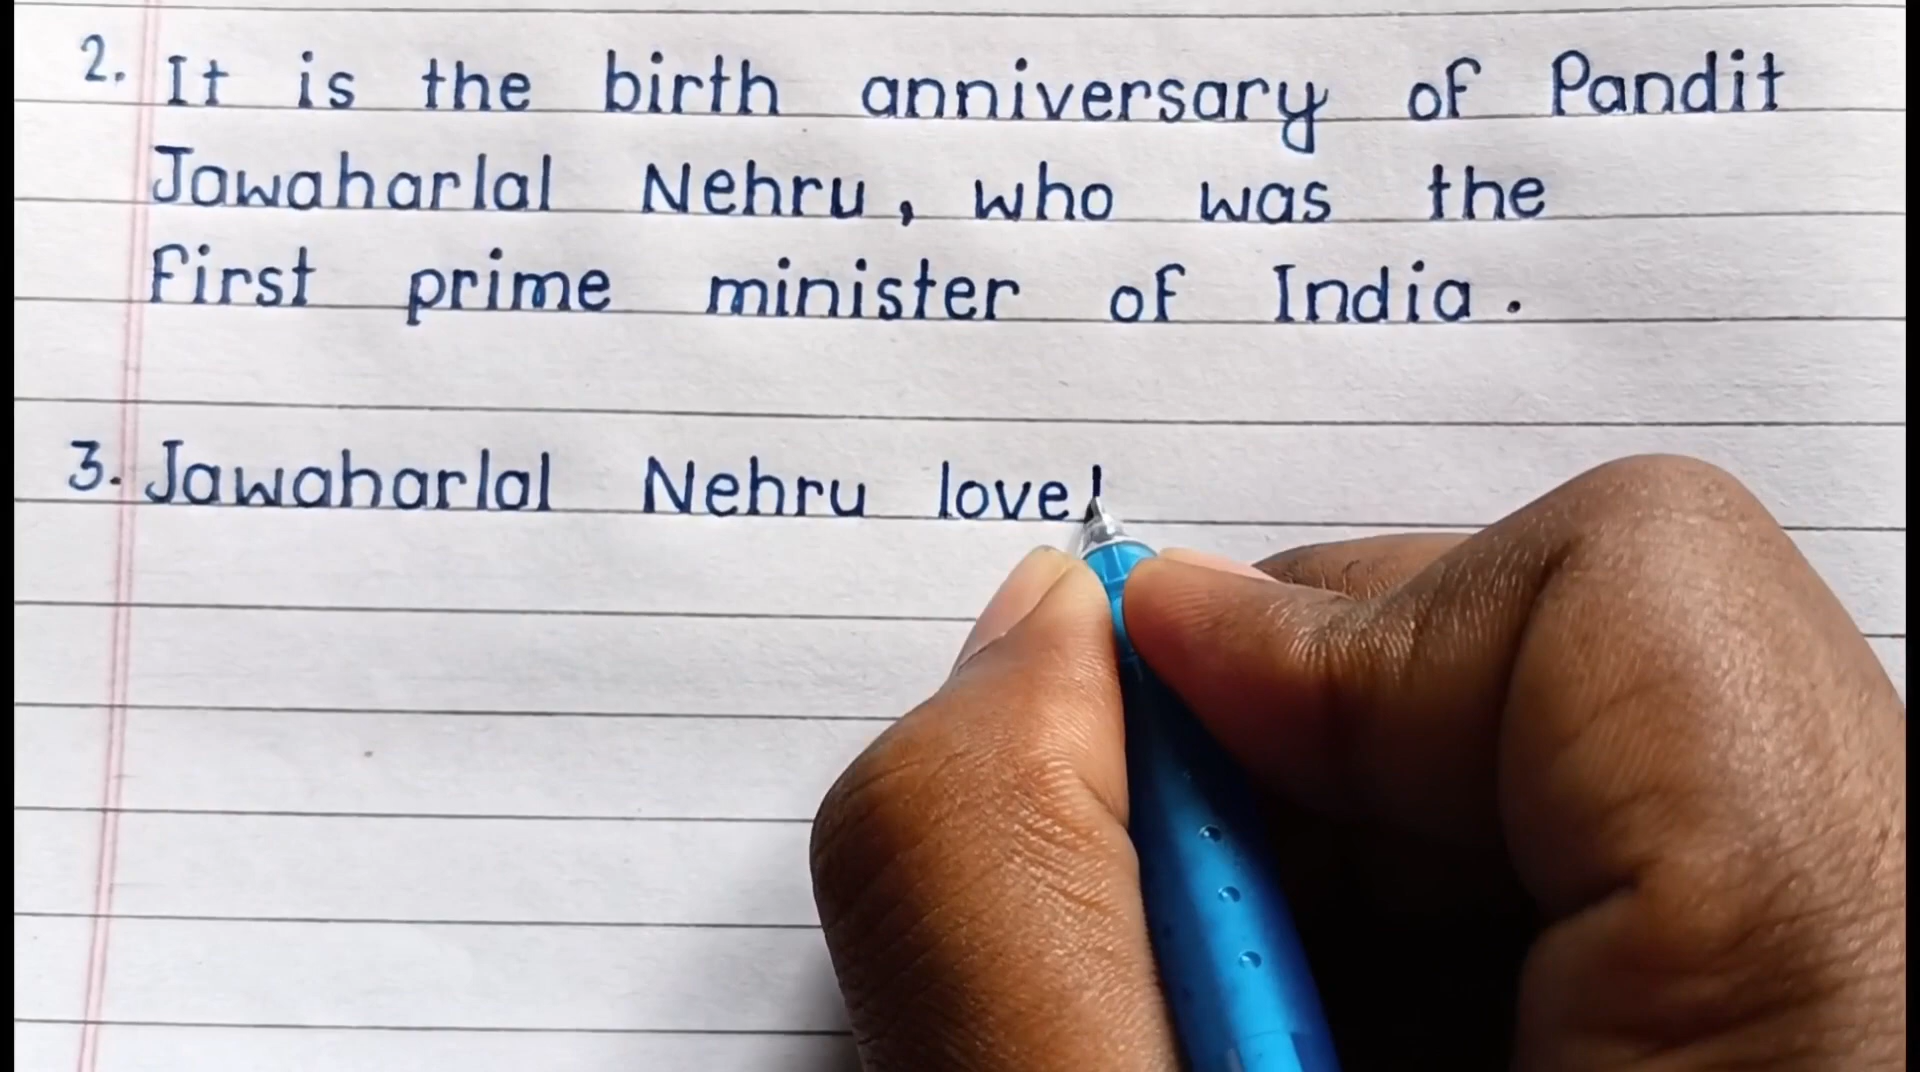 2. It is the birth anniversary of Pandit
Jawaharlal Nehru, who was the
first prime minister of India.
3. Jawaharlal Nehru love